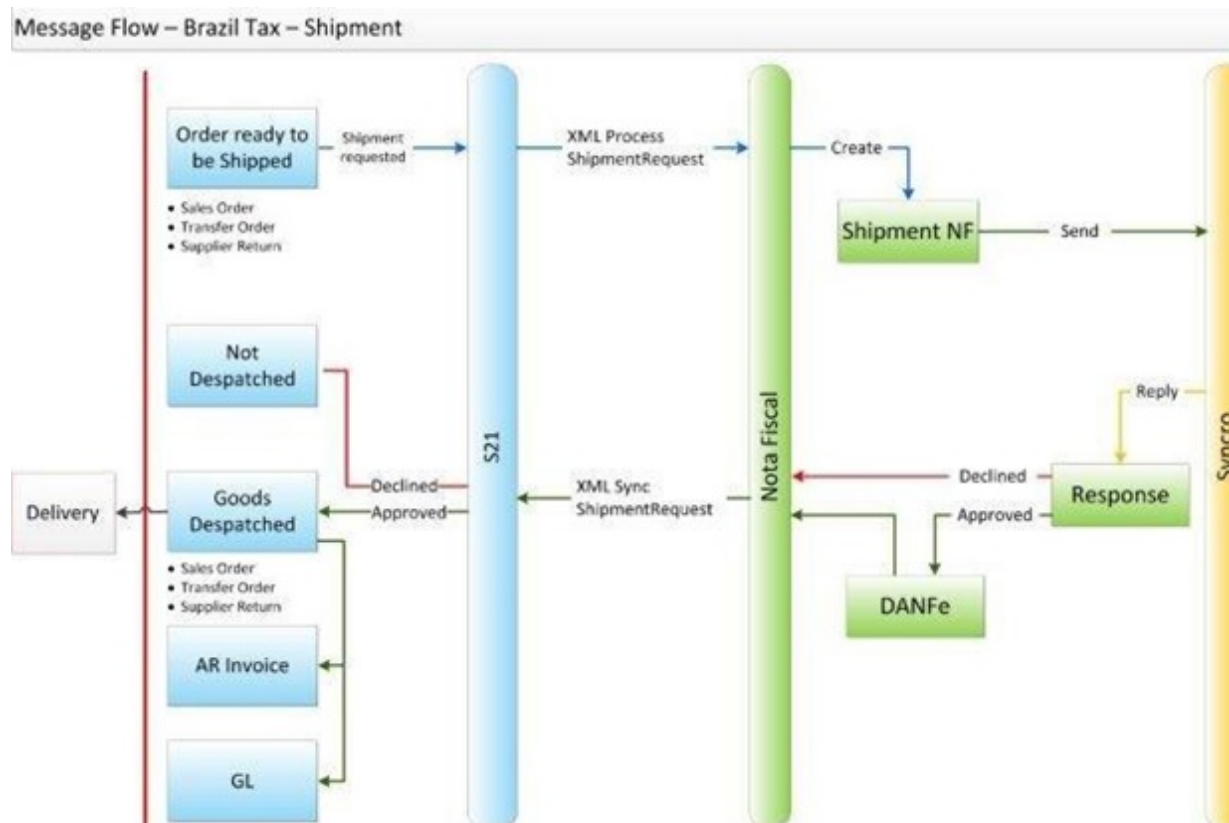 Message Flow – Brazil Tax – Shipment
Order ready to
be Shipped
Shipment
requested
XML Process
ShipmentRequest
Create
• Sales Order
• Transfer Order
• Supplier Return
Shipment NF
Send
Not
Despatched
Reply
S21
Nota Fiscal
Syncro
Declined
Approved
XML Sync
ShipmentRequest
Declined
Approved
Response
Delivery
Goods
Despatched
• Sales Order
• Transfer Order
• Supplier Return
DANFe
AR Invoice
GL